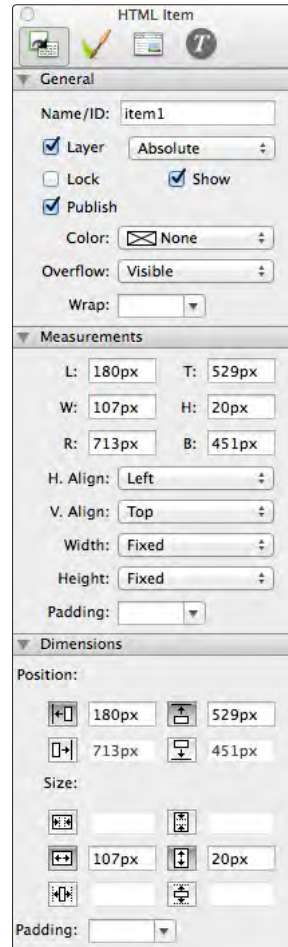 HTML Item
T
General
Name/ID: item1
Layer Absolute
Lock Show
Publish
Color: None
Overflow: Visible
Wrap:
Measurements
L: 180px T: 529px
W: 107px H: 20px
R: 713px B: 451px
H. Align: Left
V. Align: Top
Width: Fixed
Height: Fixed
Padding:
Dimensions
Position:
180px 529px
713px 451px
Size:
107px 20px
Padding: